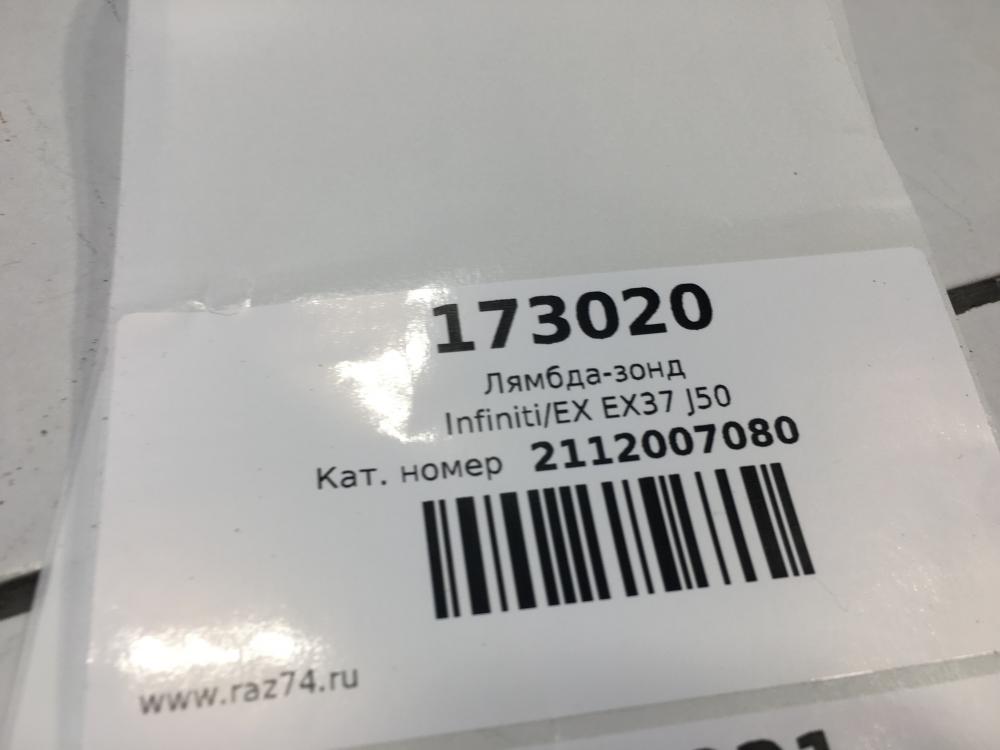 173020
Лямбда-зонд
Infiniti/EX EX37 J50
Кат. номер 2112007080
www.raz74.ru